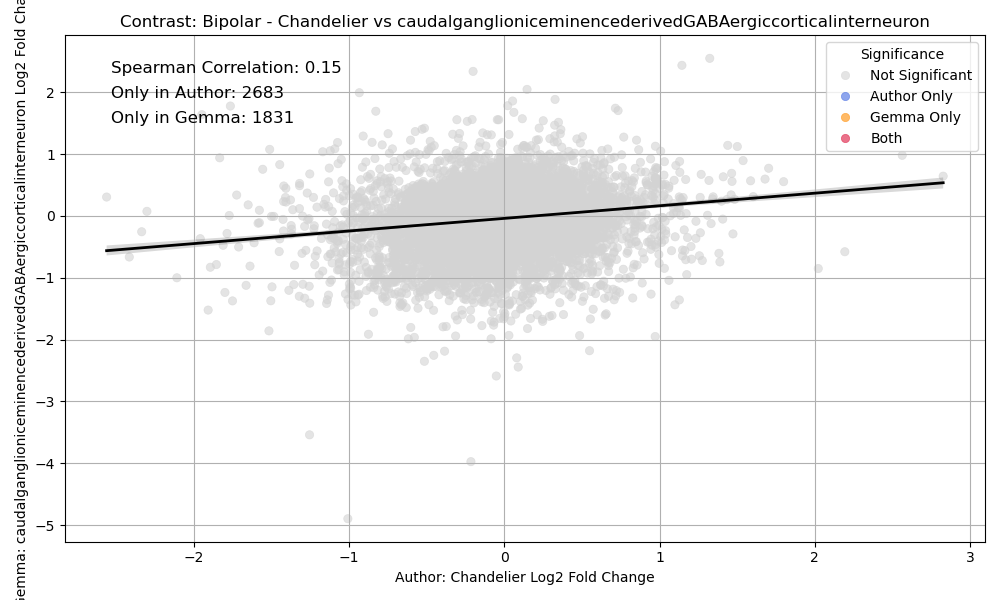 Contrast: Bipolar - Chandelier vs caudalganglioniceminencederivedGABAergiccorticalinterneuron
Spearman Correlation: 0.15
Only in Author: 2683
Only in Gemma: 1831
Significance
Not Significant
Author Only
Gemma Only
Both
caudalganglioniceminencederivedGABAergiccorticalinterneuron Log2 Fold
2
1
0
−1
−2
−3
−4
−5
−2
−1
0
1
2
3
Author: Chandelier Log2 Fold Change